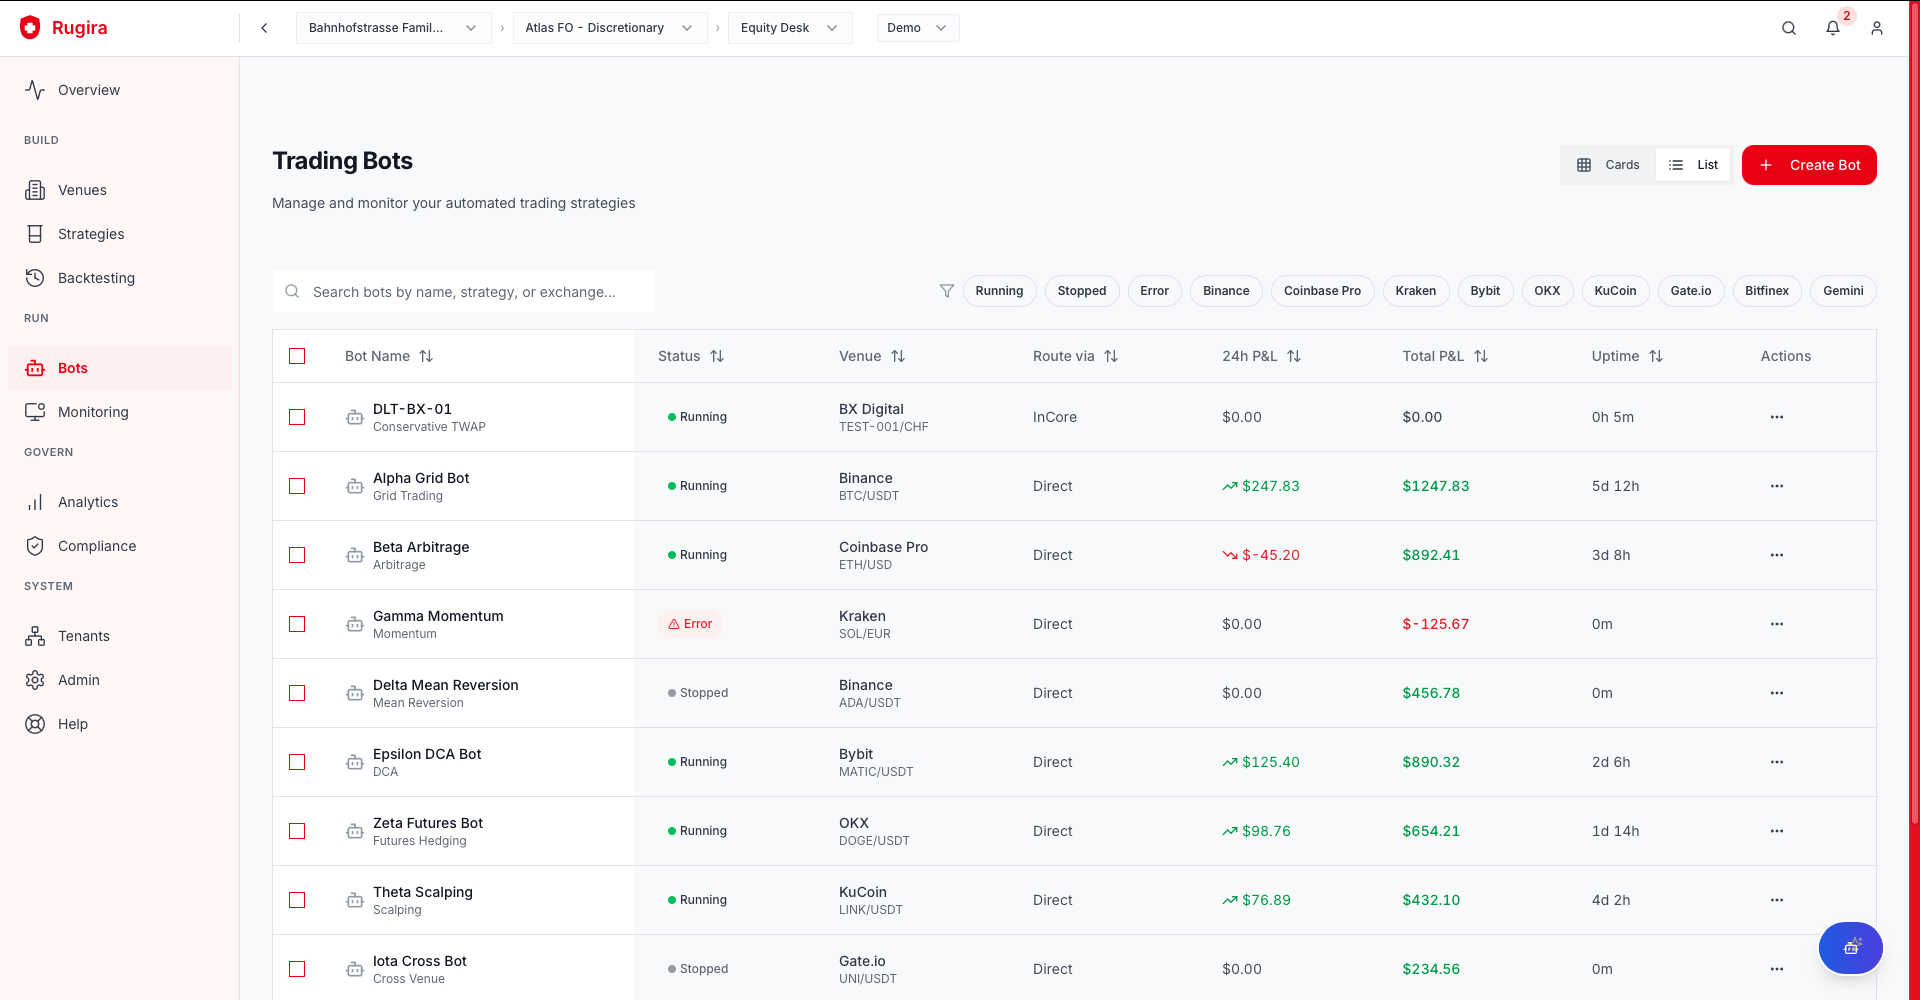 Rugira
Bahnhofstrasse Famil...
Atlas FO - Discretionary
Equity Desk
Demo
2
Overview
BUILD
Venues
Strategies
Backtesting
RUN
Bots
Monitoring
GOVERN
Analytics
Compliance
SYSTEM
Tenants
Admin
Help
Trading Bots
Manage and monitor your automated trading strategies
Cards
List
Create Bot
Search bots by name, strategy, or exchange...
Running
Stopped
Error
Binance
Coinbase Pro
Kraken
Bybit
OKX
KuCoin
Gate.io
Bitfinex
Gemini
Bot Name Status Venue Route via 24h P&L Total P&L Uptime Actions
DLT-BX-01 Running BX Digital InCore $0.00 $0.00 0h 5m
Conservative TWAP TEST-001/CHF
Alpha Grid Bot Running Binance Direct $247.83 $1247.83 5d 12h
Grid Trading BTC/USDT
Beta Arbitrage Running Coinbase Pro Direct $-45.20 $892.41 3d 8h
Arbitrage ETH/USD
Gamma Momentum Error Kraken Direct $0.00 $-125.67 0m
Momentum SOL/EUR
Delta Mean Reversion Stopped Binance Direct $0.00 $456.78 0m
Mean Reversion ADA/USDT
Epsilon DCA Bot Running Bybit Direct $125.40 $890.32 2d 6h
DCA MATIC/USDT
Zeta Futures Bot Running OKX Direct $98.76 $654.21 1d 14h
Futures Hedging DOGE/USDT
Theta Scalping Running KuCoin Direct $76.89 $432.10 4d 2h
Scalping LINK/USDT
Iota Cross Bot Stopped Gate.io Direct $0.00 $234.56 0m
Cross Venue UNI/USDT